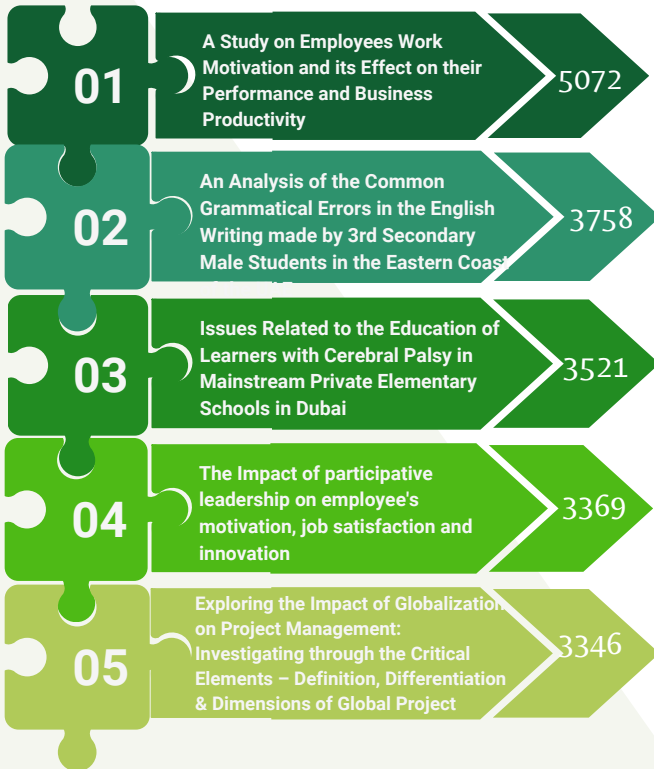 01
A Study on Employees Work
Motivation and its Effect on their
Performance and Business
Productivity
5072
02
An Analysis of the Common
Grammatical Errors in the English
Writing made by 3rd Secondary
Male Students in the Eastern Coast
3758
03
Issues Related to the Education of
Learners with Cerebral Palsy in
Mainstream Private Elementary
Schools in Dubai
3521
04
The Impact of participative
leadership on employee's
motivation, job satisfaction and
innovation
3369
05
Exploring the Impact of Globalization
on Project Management:
Investigating through the Critical
Elements – Definition, Differentiation
& Dimensions of Global Project
3346